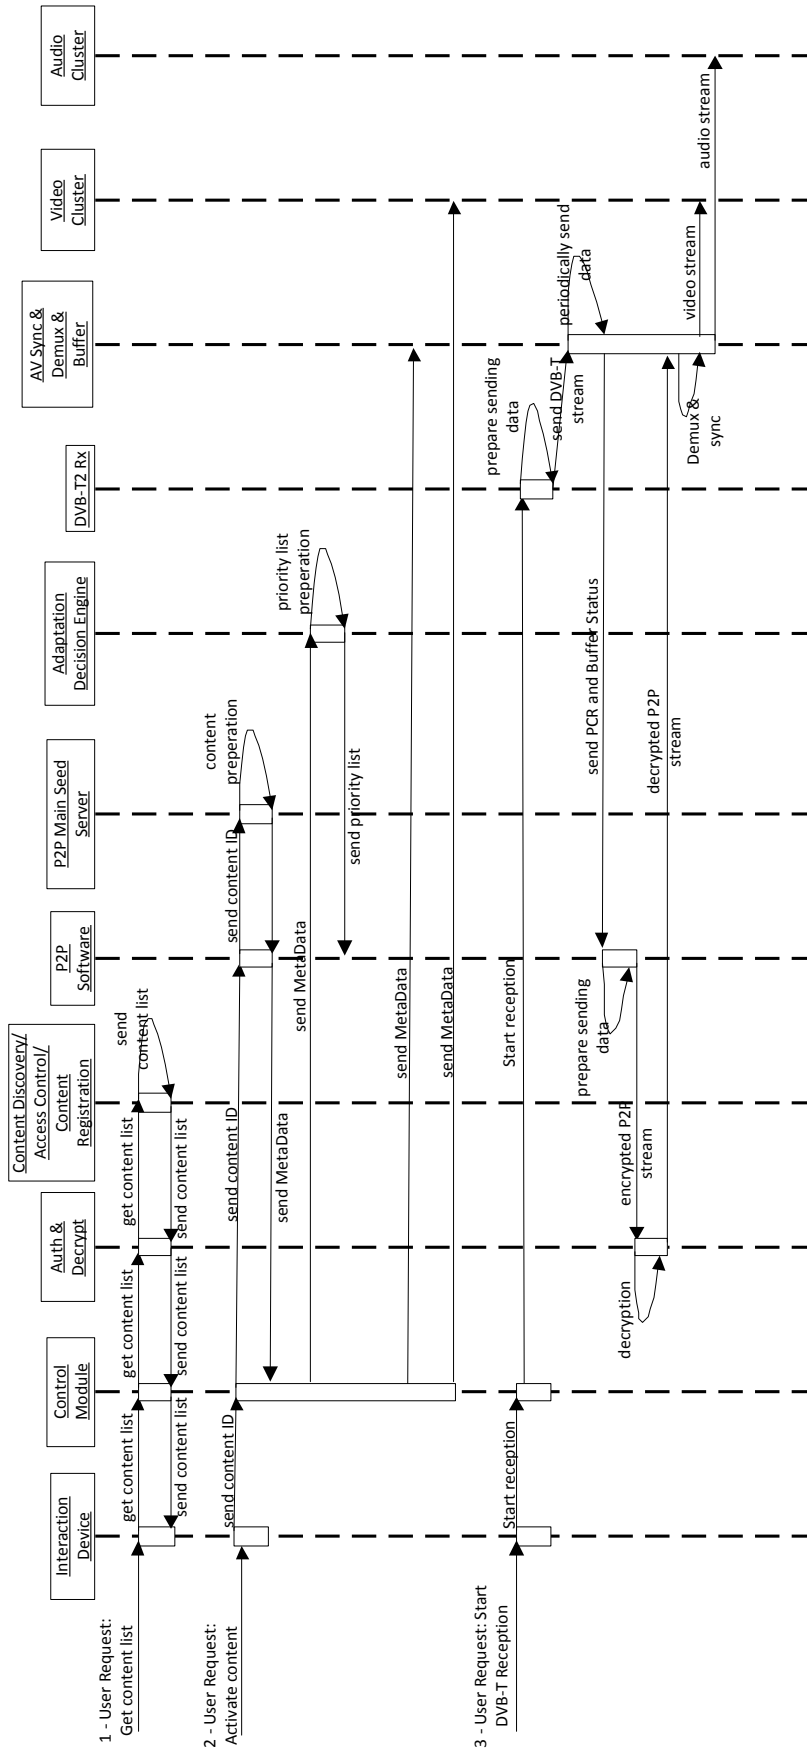 Interaction
Device
Control
Module
Auth &
Decrypt
Content Discovery/
Access Control/
Content
Registration
P2P
Software
P2P Main Seed
Server
Adaptation
Decision Engine
DVB-T2 Rx
AV Sync &
Demux &
Buffer
Video
Cluster
Audio
Cluster
1 - User Request:
Get content list
get content list
get content list
get content list
send
content list
send content list
send content list
send content list
2 - User Request:
Activate content
send content ID
send content ID
send content ID
content
preperation
send MetaData
send MetaData
priority list
preperation
send priority list
send MetaData
send MetaData
3 - User Request: Start
DVB-T Reception
Start reception
Start reception
prepare sending
data
send DVB-T
stream
periodically send
data
send PCR and Buffer Status
prepare sending
data
encrypted P2P
stream
decryption
decrypted P2P
stream
Demux &
sync
video stream
audio stream